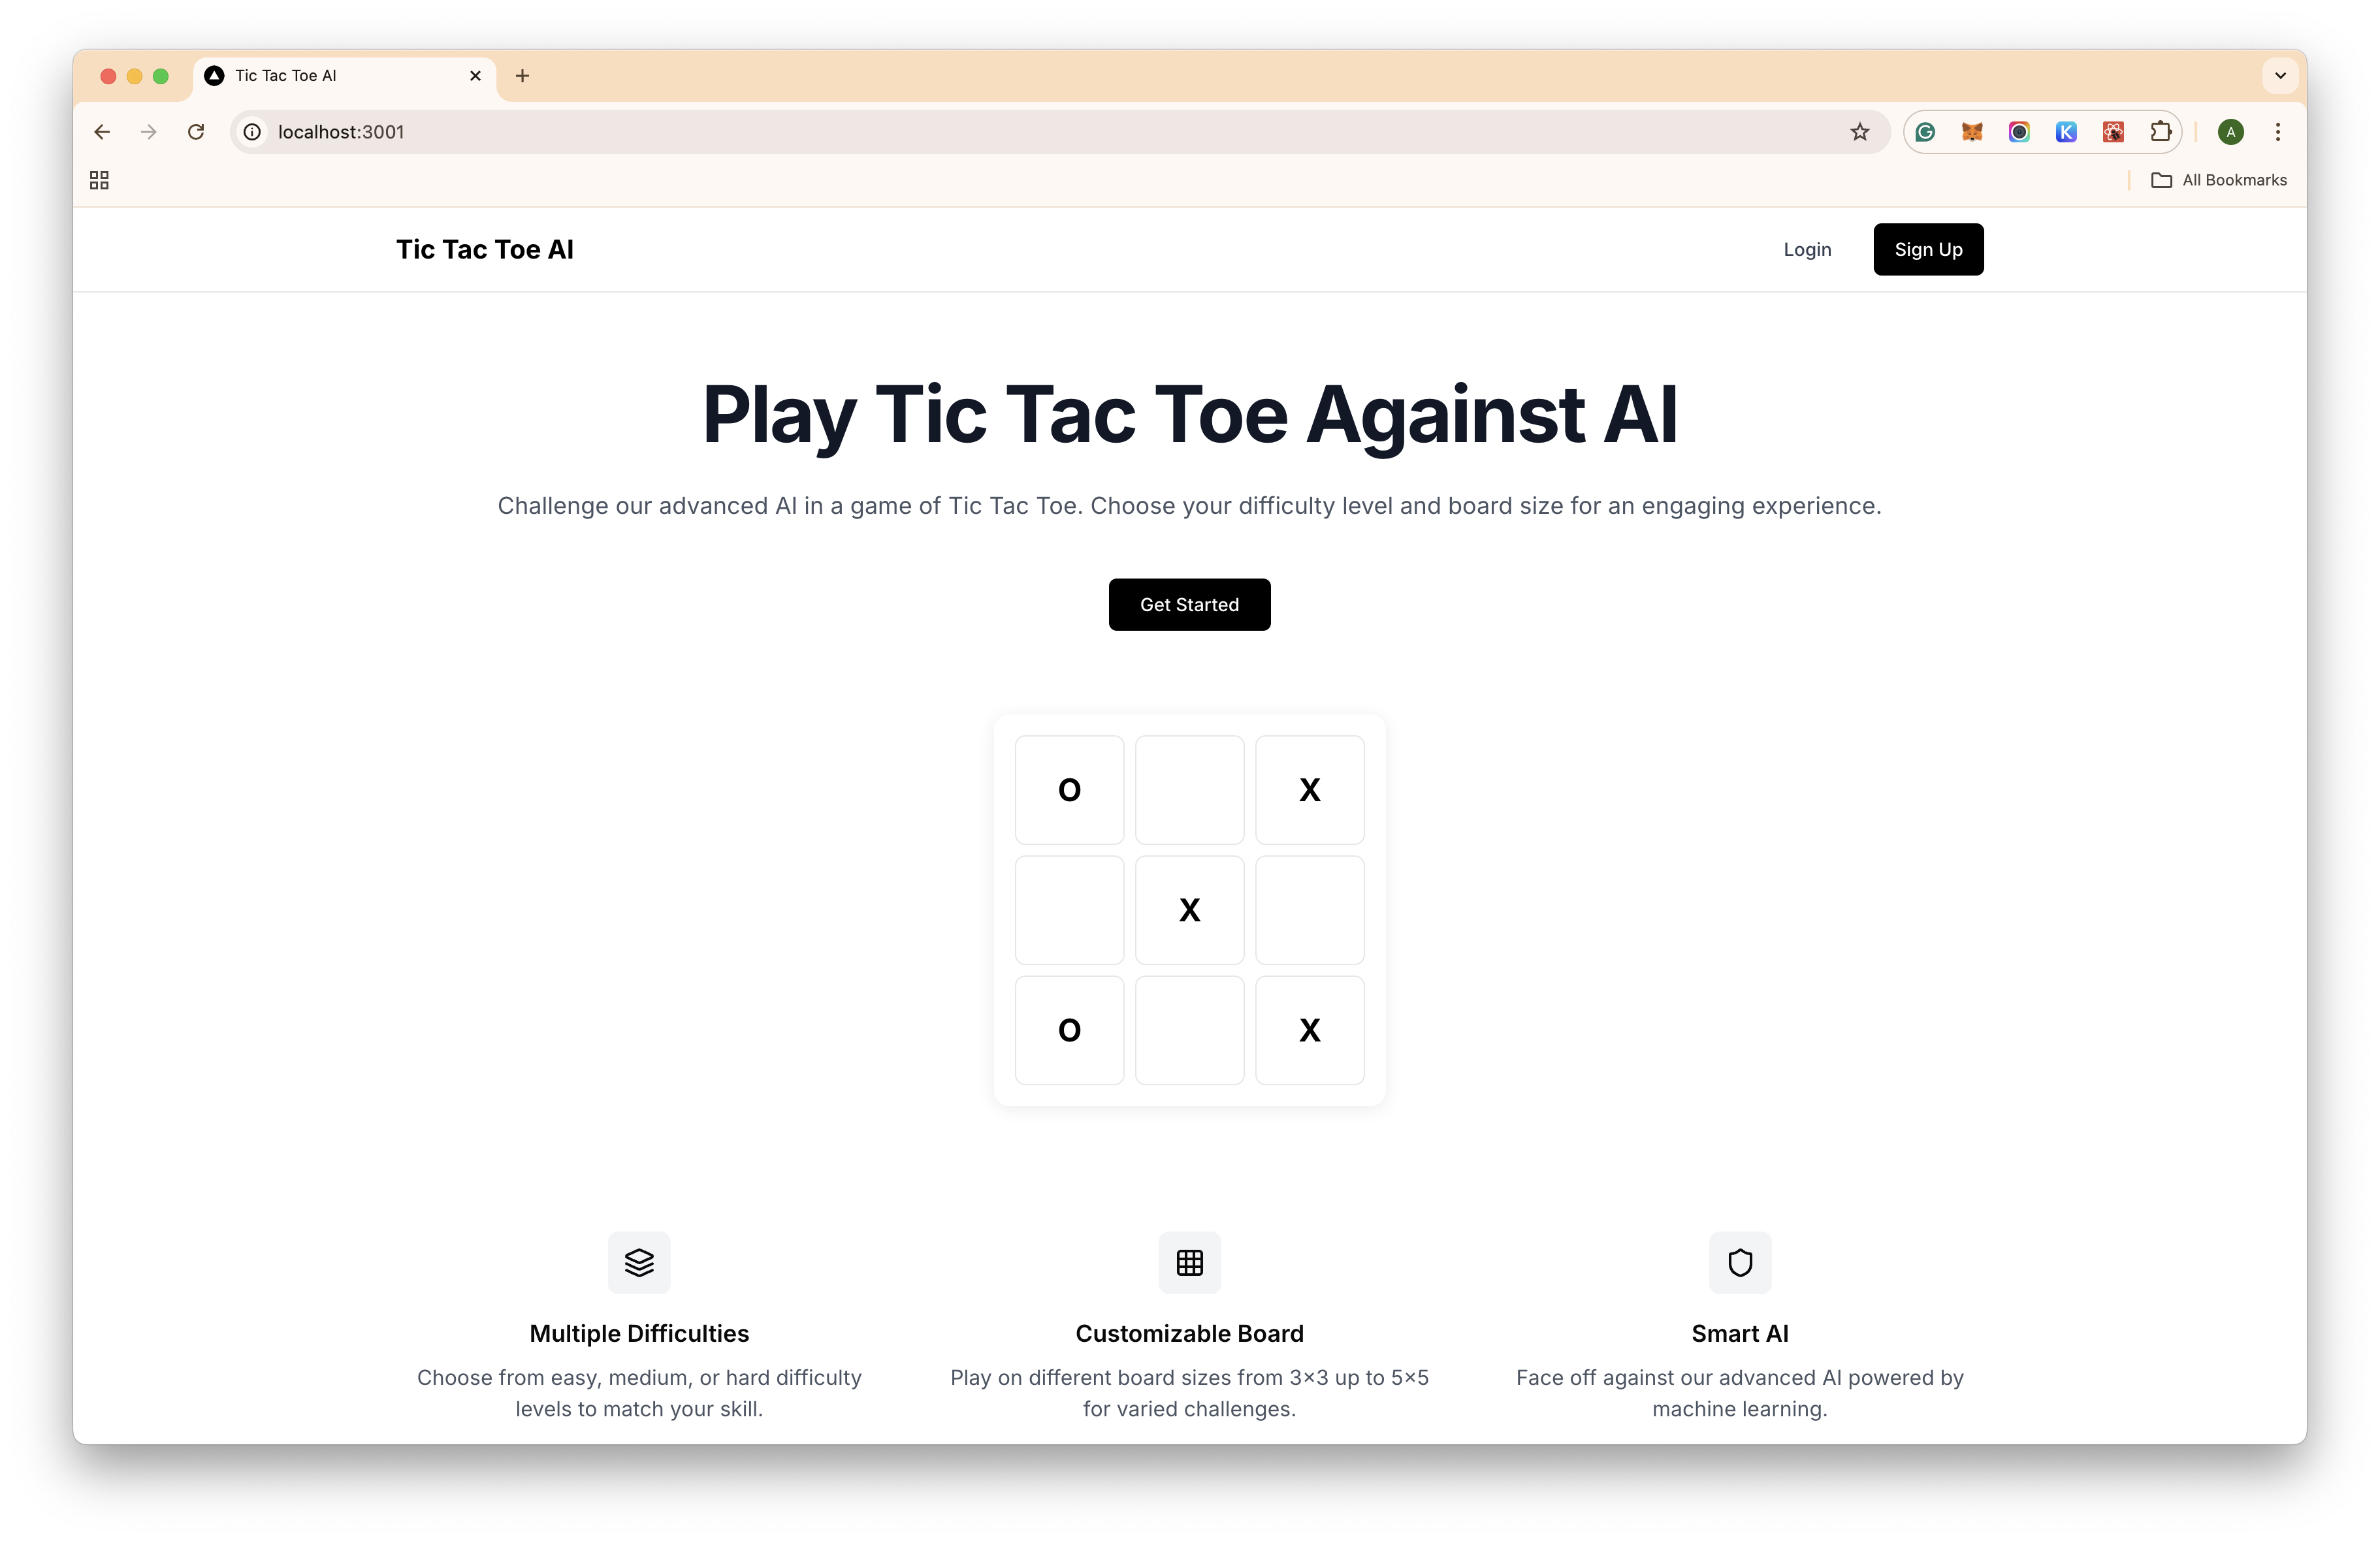 Tic Tac Toe AI
localhost:3001
A
All Bookmarks
Tic Tac Toe AI
Login
Sign Up
Play Tic Tac Toe Against AI
Challenge our advanced AI in a game of Tic Tac Toe. Choose your difficulty level and board size for an engaging experience.
Get Started
O X
X
O X
Multiple Difficulties
Choose from easy, medium, or hard difficulty
levels to match your skill.
Customizable Board
Play on different board sizes from 3×3 up to 5×5
for varied challenges.
Smart AI
Face off against our advanced AI powered by
machine learning.